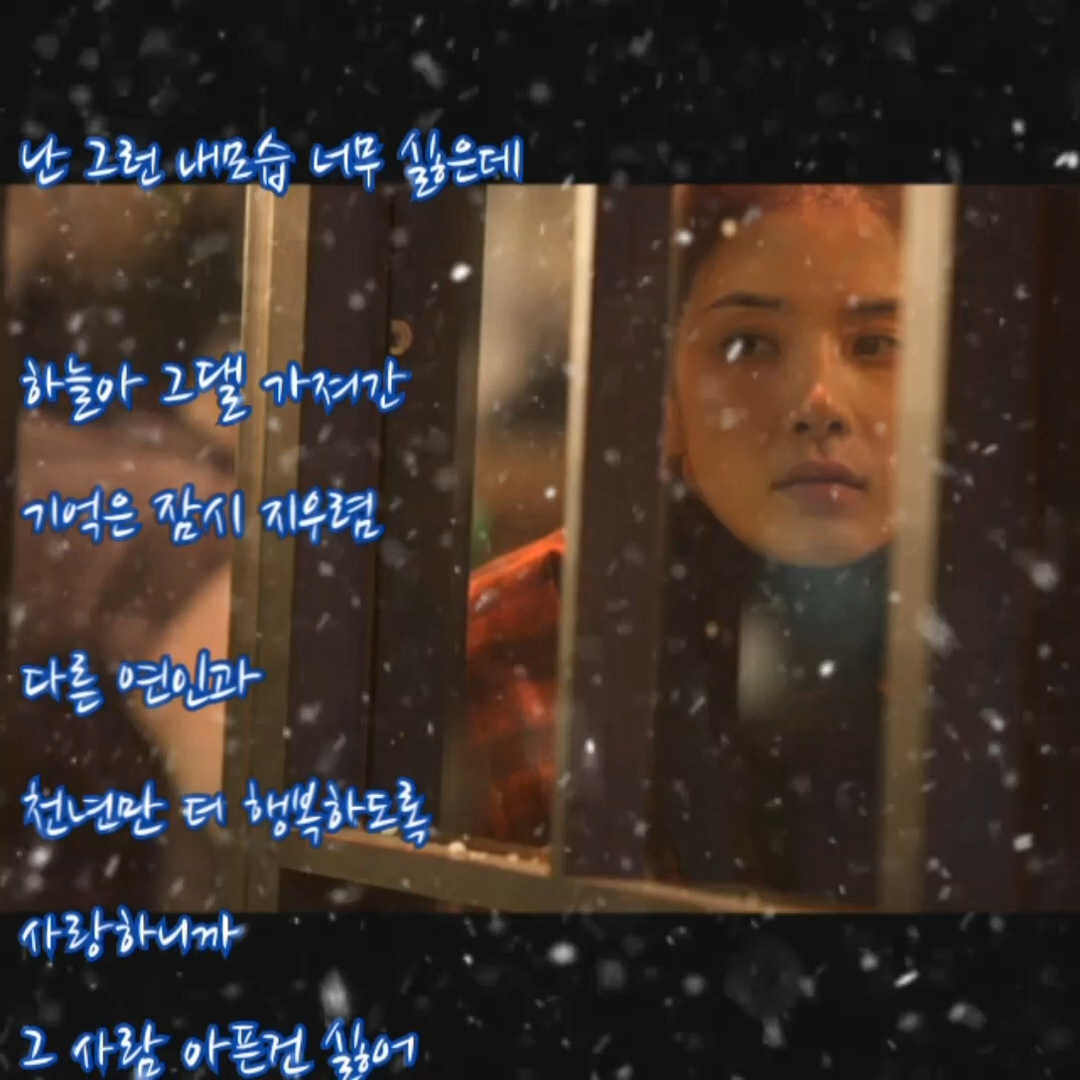 난 그런 내모습 너무 싫은데
하늘아 그댈 가져간
기억은 잠시 지우렴
다른 연인과
천년만 더 행복하도록
사랑하니까
그 사람 아픈건 싫어